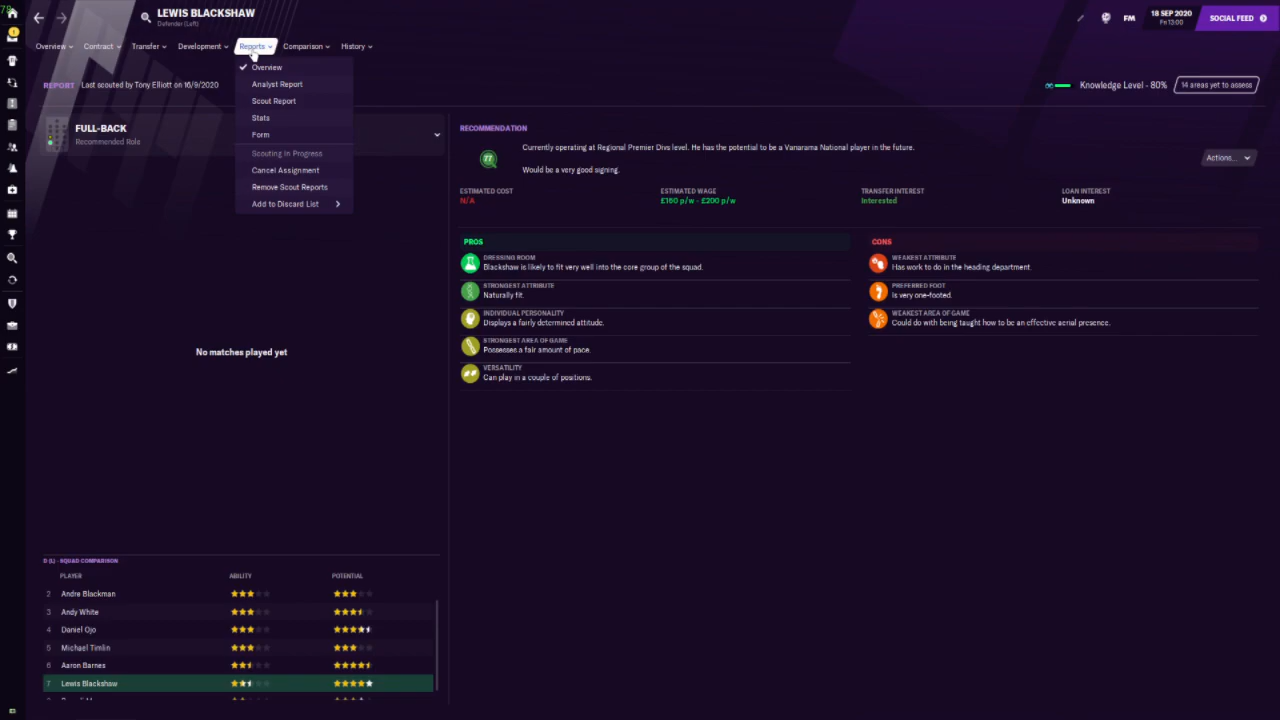 78
LEWIS BLACKSHAW
Defender (Left)
18 SEP 2020
Fri 13:00
FM
SOCIAL FEED
Overview
Contract
Transfer
Development
Reports
Comparison
History
REPORT
Last scouted by Tony Elliott on 16/9/2020
Knowledge Level - 80%
14 areas yet to assess
Overview
Analyst Report
Scout Report
Stats
Form
Scouting In Progress
Cancel Assignment
Remove Scout Reports
Add to Discard List
FULL-BACK
Recommended Role
RECOMMENDATION
77
Currently operating at Regional Premier Divs level. He has the potential to be a Vanarama National player in the future.
Would be a very good signing.
Actions...
ESTIMATED COST
N/A
ESTIMATED WAGE
£160 p/w - £200 p/w
TRANSFER INTEREST
Interested
LOAN INTEREST
Unknown
PROS
DRESSING ROOM
Blackshaw is likely to fit very well into the core group of the squad.
STRONGEST ATTRIBUTE
Naturally fit.
INDIVIDUAL PERSONALITY
Displays a fairly determined attitude.
STRONGEST AREA OF GAME
Possesses a fair amount of pace.
VERSATILITY
Can play in a couple of positions.
CONS
WEAKEST ATTRIBUTE
Has work to do in the heading department.
PREFERRED FOOT
Is very one-footed.
WEAKEST AREA OF GAME
Could do with being taught how to be an effective aerial presence.
No matches played yet
D (L) - SQUAD COMPARISON
PLAYER ABILITY POTENTIAL
2 Andre Blackman
3 Andy White
4 Daniel Ojo
5 Michael Timlin
6 Aaron Barnes
7 Lewis Blackshaw